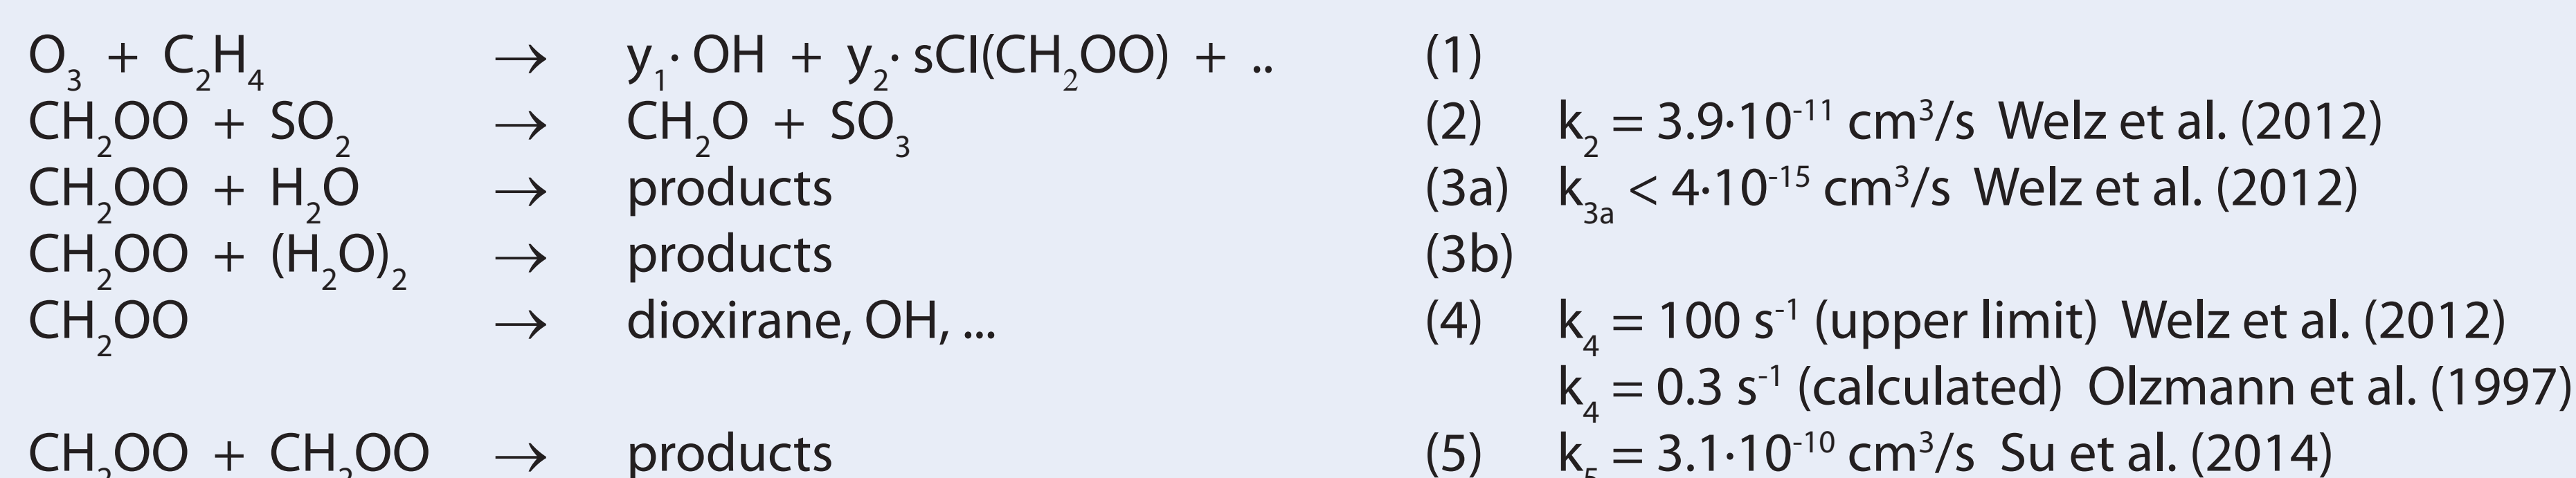 O₃ + C₂H₄ → y₁· OH + y₂· sCI(CH₂OO) + .. (1)
CH₂OO + SO₂ → CH₂O + SO₃ (2) k₂ = 3.9·10⁻¹¹ cm³/s Welz et al. (2012)
CH₂OO + H₂O → products (3a) k₃ₐ < 4·10⁻¹⁵ cm³/s Welz et al. (2012)
CH₂OO + (H₂O)₂ → products (3b)
CH₂OO → dioxirane, OH, ... (4) k₄ = 100 s⁻¹ (upper limit) Welz et al. (2012)
k₄ = 0.3 s⁻¹ (calculated) Olzmann et al. (1997)
CH₂OO + CH₂OO → products (5) k₅ = 3.1·10⁻¹⁰ cm³/s Su et al. (2014)